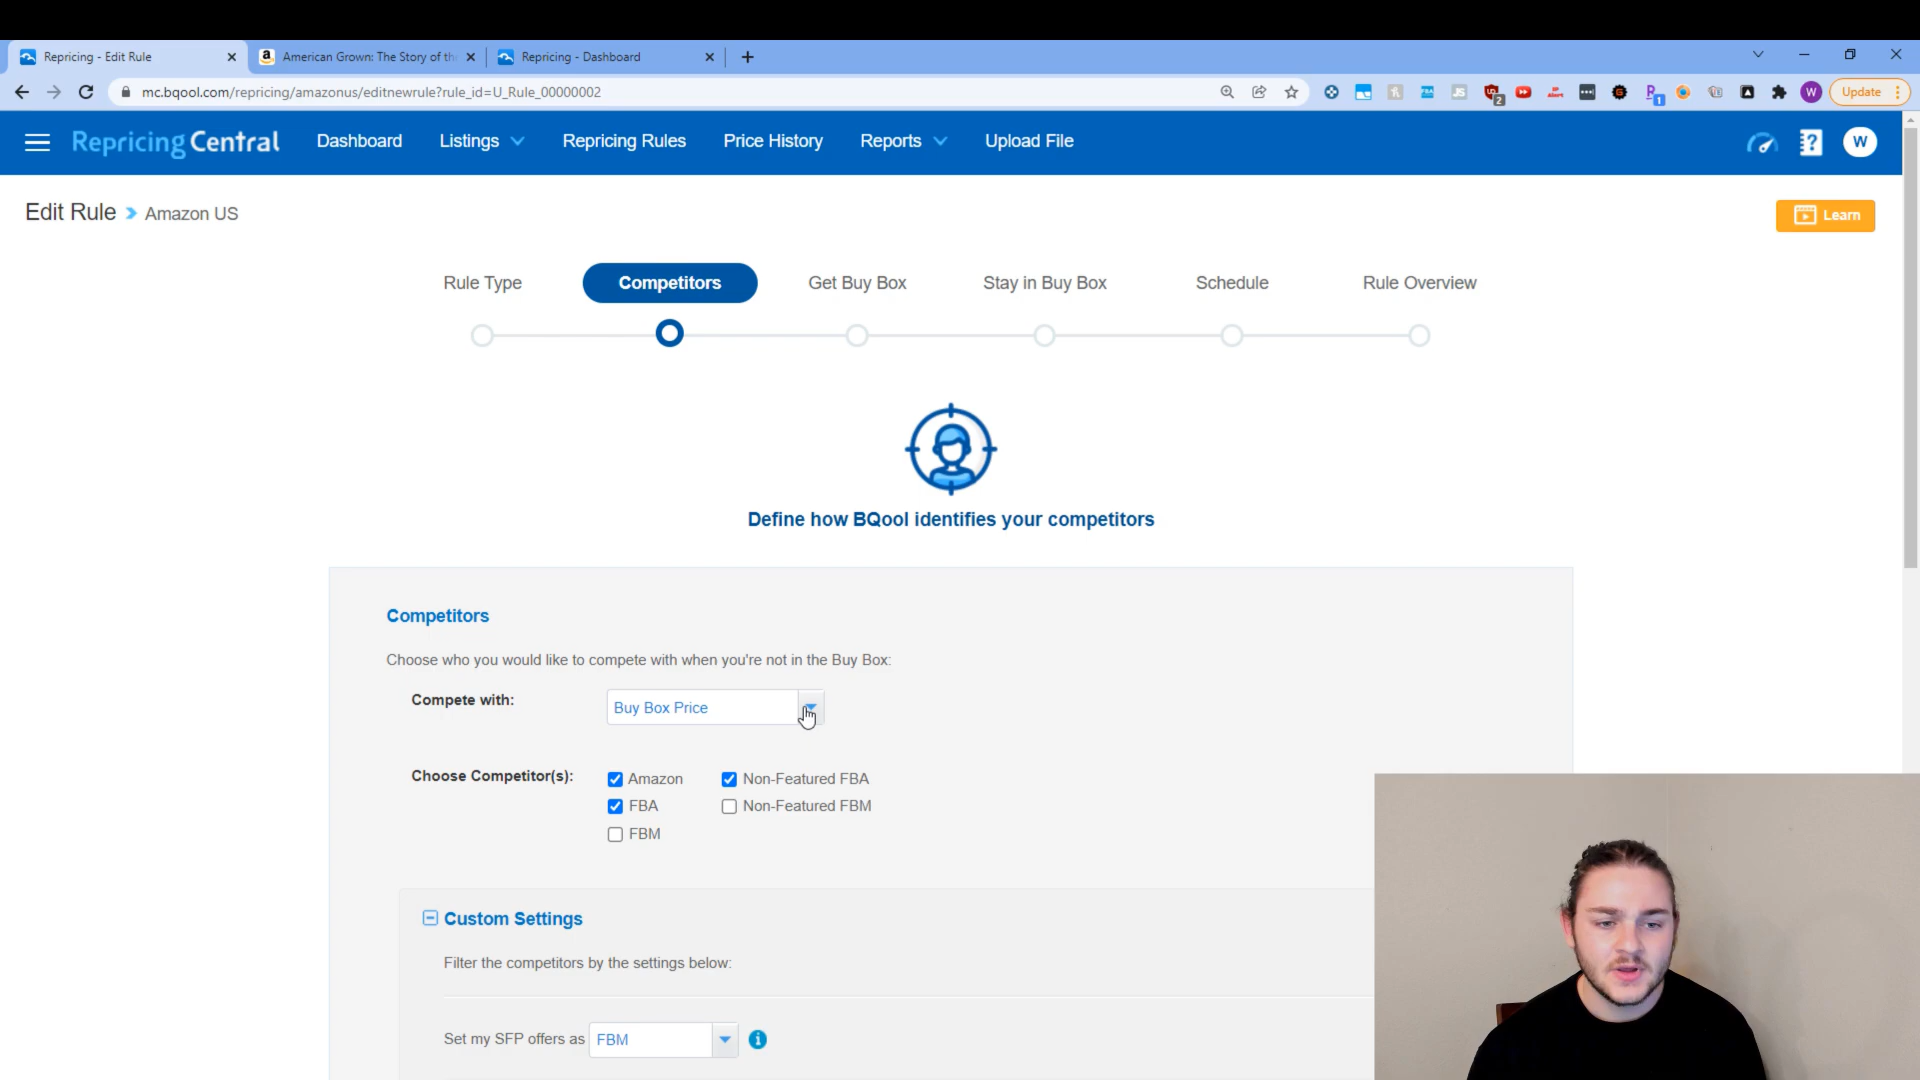 Repricing - Edit Rule
American Grown: The Story of th
Repricing - Dashboard
mc.bqool.com/repricing/amazonus/editnewrule?rule_id=U_Rule_00000002
W
Update
Repricing Central
Dashboard
Listings
Repricing Rules
Price History
Reports
Upload File
W
Edit Rule
Amazon US
Learn
Rule Type
Competitors
Get Buy Box
Stay in Buy Box
Schedule
Rule Overview
Define how BQool identifies your competitors
Competitors
Choose who you would like to compete with when you're not in the Buy Box:
Compete with:
Buy Box Price
Choose Competitor(s):
Amazon
Non-Featured FBA
FBA
Non-Featured FBM
FBM
Custom Settings
Filter the competitors by the settings below:
Set my SFP offers as
FBM